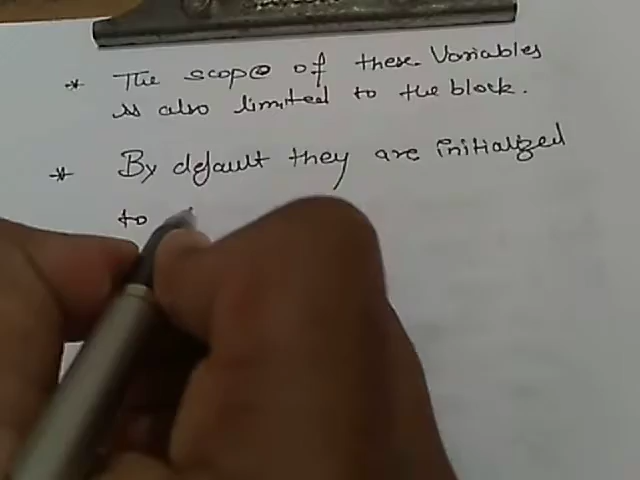 * The scope of these Variables
is also limited to the block.
* By default they are initialized
to